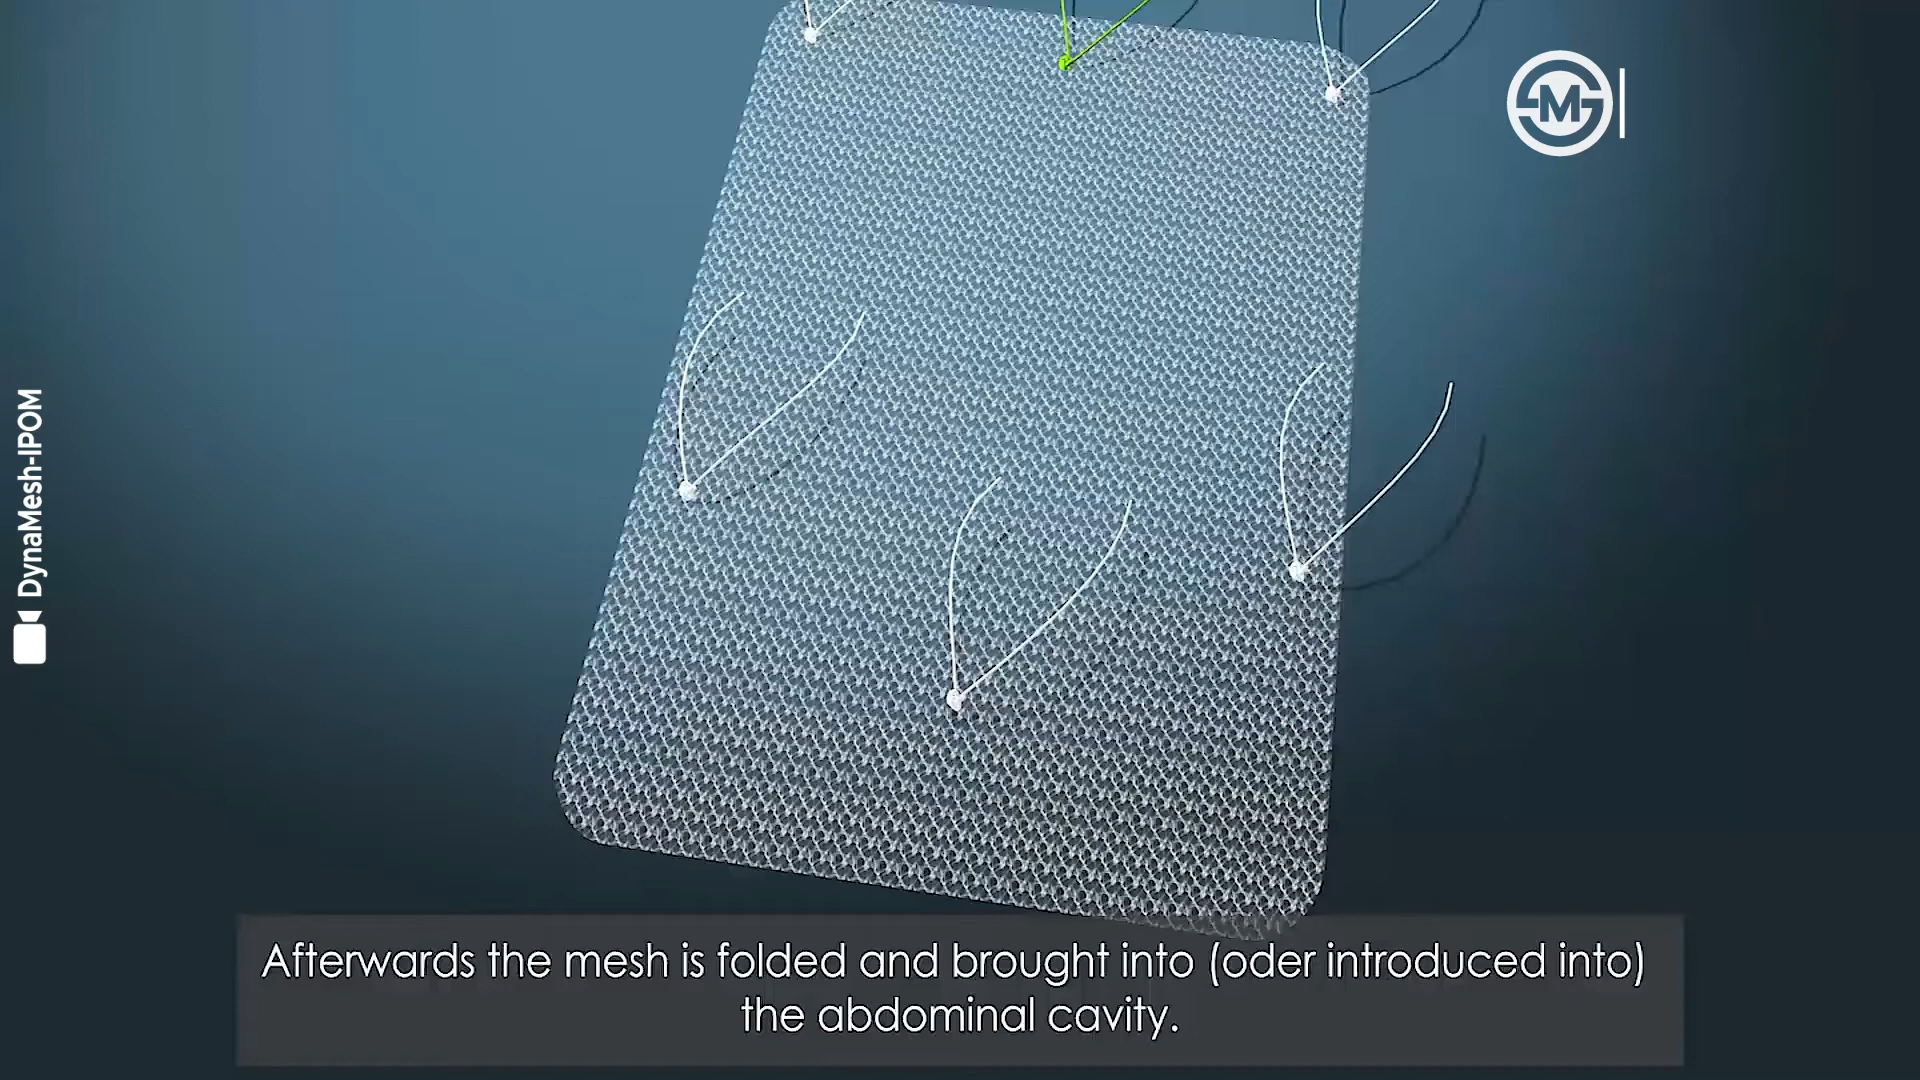 M
DynaMesh-IPOM
Afterwards the mesh is folded and brought into (oder introduced into)
the abdominal cavity.